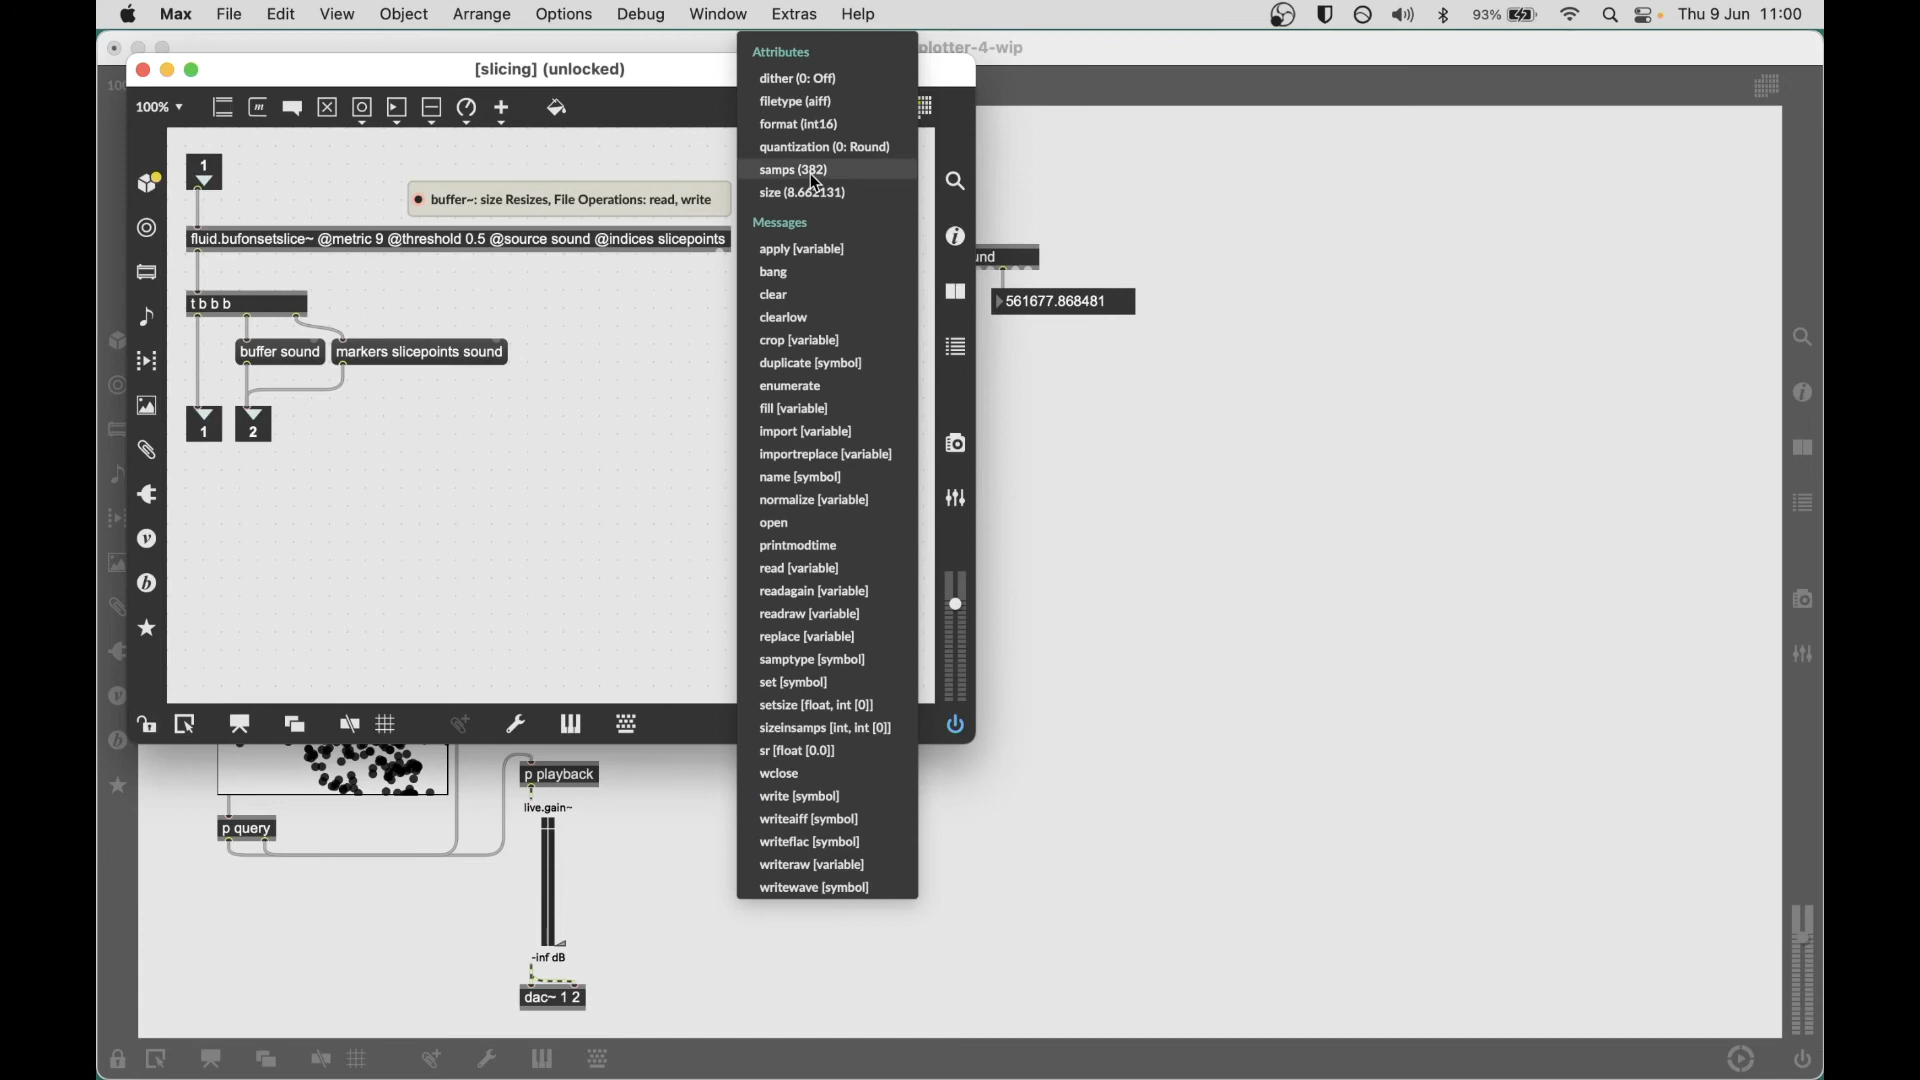 Max File Edit View Object Arrange Options Debug Window Extras Help 93% Thu 9 Jun 11:00
plotter-4-wip
[slicing] (unlocked)
100%
m
1
buffer~: size Resizes, File Operations: read, write
fluid.bufonsetslice~ @metric 9 @threshold 0.5 @source sound @indices slicepoints
t b b b
buffer sound
markers slicepoints sound
1
2
Attributes
dither (0: Off)
filetype (aiff)
format (int16)
quantization (0: Round)
samps (382)
size (8.662131)
Messages
apply [variable]
bang
clear
clearlow
crop [variable]
duplicate [symbol]
enumerate
fill [variable]
import [variable]
importreplace [variable]
name [symbol]
normalize [variable]
open
printmodtime
read [variable]
readagain [variable]
readraw [variable]
replace [variable]
samptype [symbol]
set [symbol]
setsize [float, int [0]]
sizeinsamps [int, int [0]]
sr [float [0.0]]
wclose
write [symbol]
writeaiff [symbol]
writeflac [symbol]
writeraw [variable]
writewave [symbol]
und
561677.868481
p playback
live.gain~
p query
-inf dB
dac~ 1 2